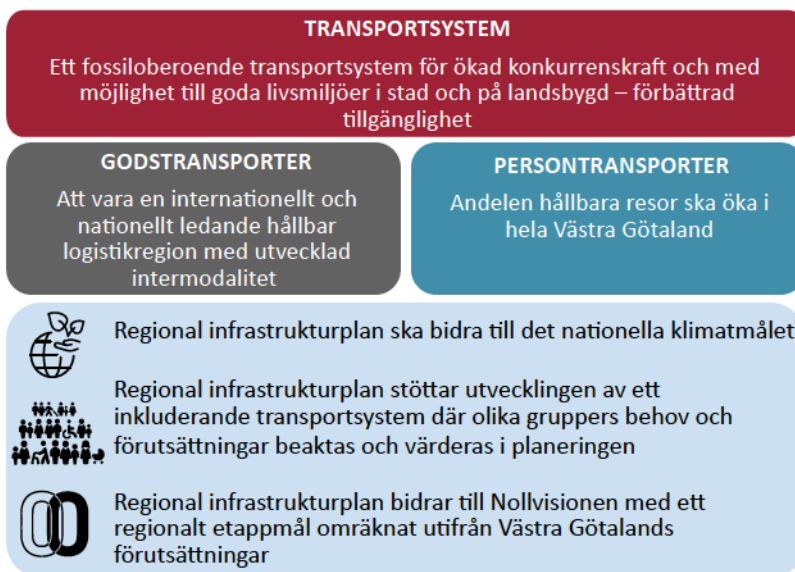 TRANSPORTSYSTEM
Ett fossiloberoende transportsystem för ökad konkurrenskraft och med
möjlighet till goda livsmiljöer i stad och på landsbygd – förbättrad
tillgänglighet
GODSTRANSPORTER
Att vara en internationellt och
nationellt ledande hållbar
logistikregion med utvecklad
intermodalitet
PERSONTRANSPORTER
Andelen hållbara resor ska öka i
hela Västra Götaland
Regional infrastrukturplan ska bidra till det nationella klimatmålet
Regional infrastrukturplan stöttar utvecklingen av ett
inkluderande transportsystem där olika gruppers behov och
förutsättningar beaktas och värderas i planeringen
Regional infrastrukturplan bidrar till Nollvisionen med ett
regionalt etappmål omräknat utifrån Västra Götalands
förutsättningar